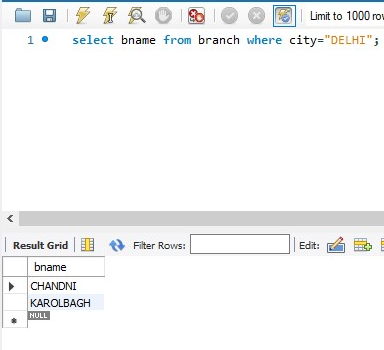 Limit to 1000 row
1 select bname from branch where city="DELHI";
Result Grid Filter Rows: Edit:
bname
CHANDNI
KAROLBAGH
NULL